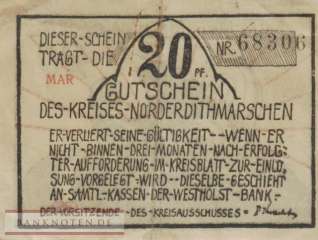 DIESER-SCHEIN
TRÄGT-DIE
20
PF.
NR. 68306
MAR
GUTSCHEIN
DES-KREISES-NORDERDITHMARSCHEN
ER-VERLIERT-SEINE-GÜLTIGKEIT--WENN-ER
NICHT-BINNEN-DREI-MONATEN-NACH-ERFOLG-
TER-AUFFORDERUNG-IM-KREISBLATT-ZUR-EINLÖ,
SUNG-VORGELEGT-WIRD--DIESELBE-GESCHIEHT
AN-SÄMTL-KASSEN-DER-WESTHOLST-BANK-
DER-VORSITZENDE-DES-KREISAUSSCHUSSES=
BANKNOTEN.DE